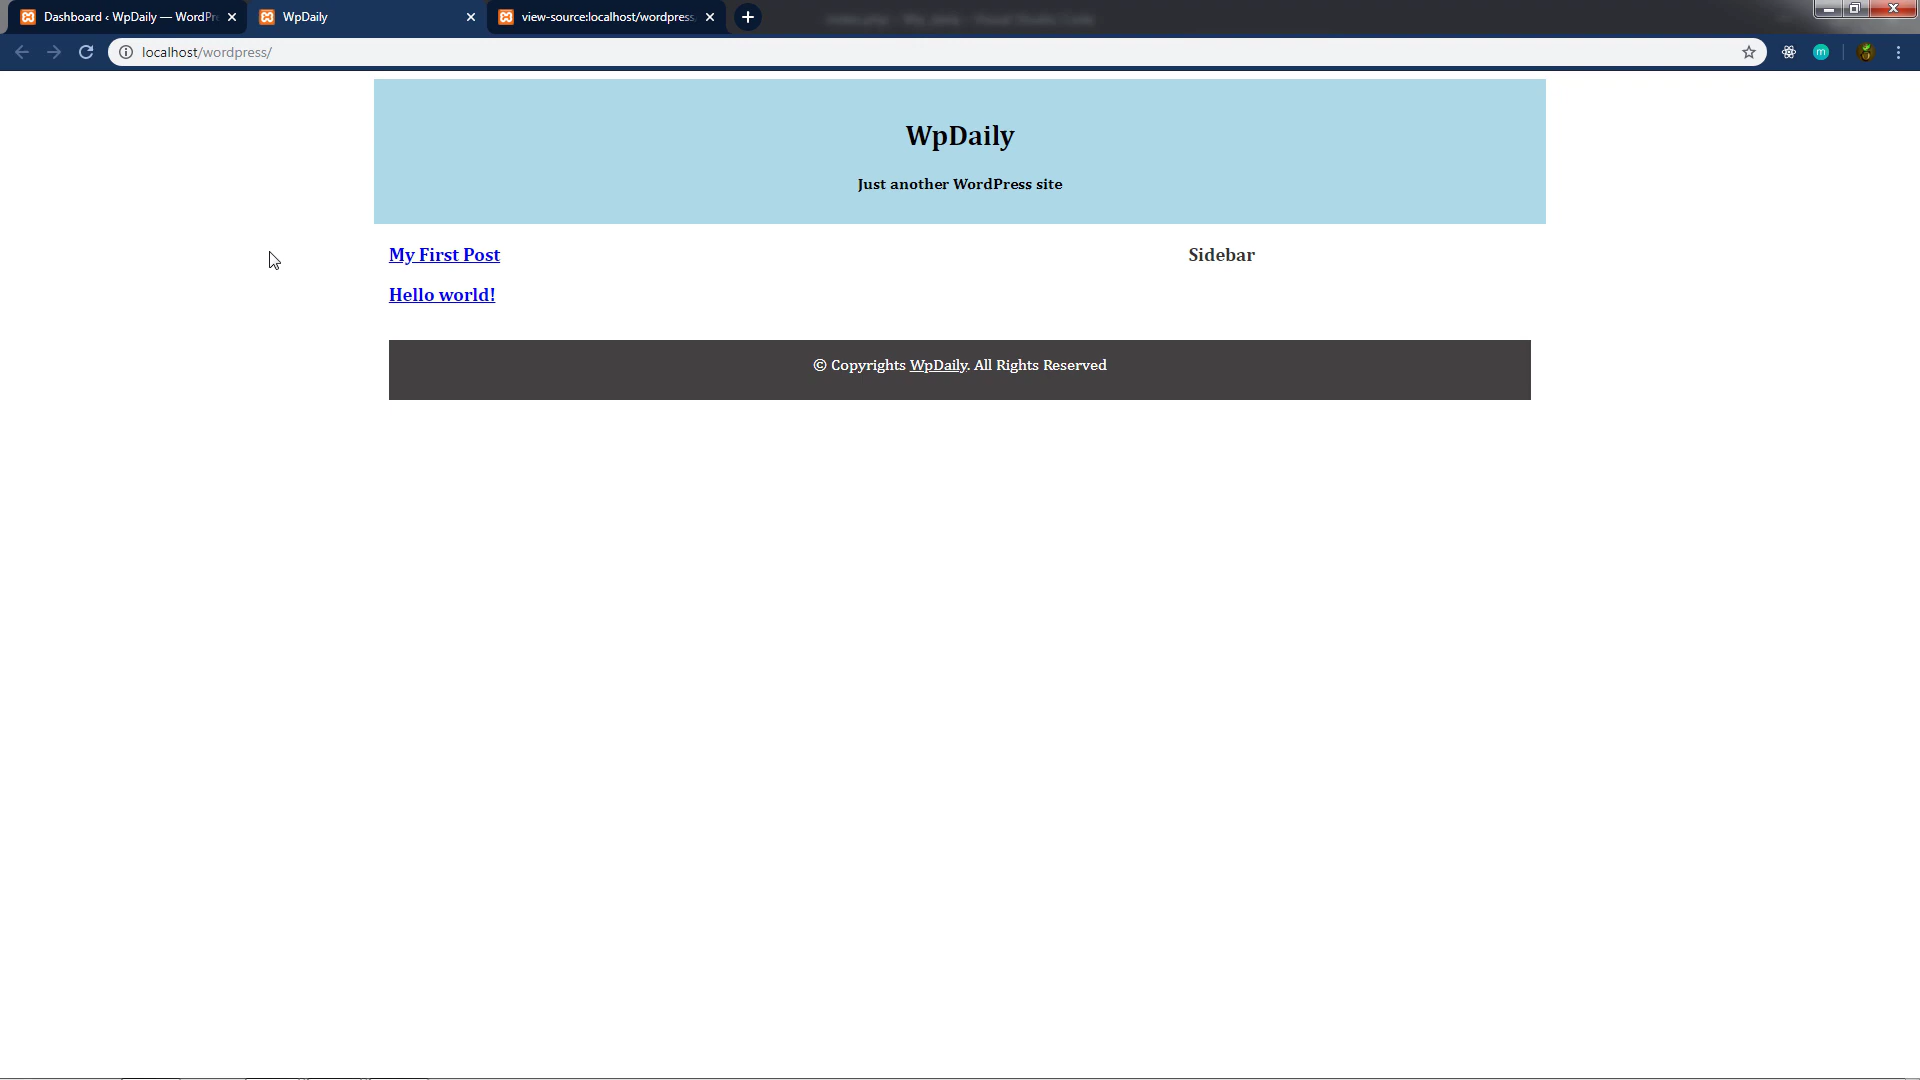 Dashboard ‹ WpDaily — WordPr
WpDaily
view-source:localhost/wordpress
localhost/wordpress/
m
WpDaily
Just another WordPress site
My First Post
Sidebar
Hello world!
© Copyrights WpDaily. All Rights Reserved